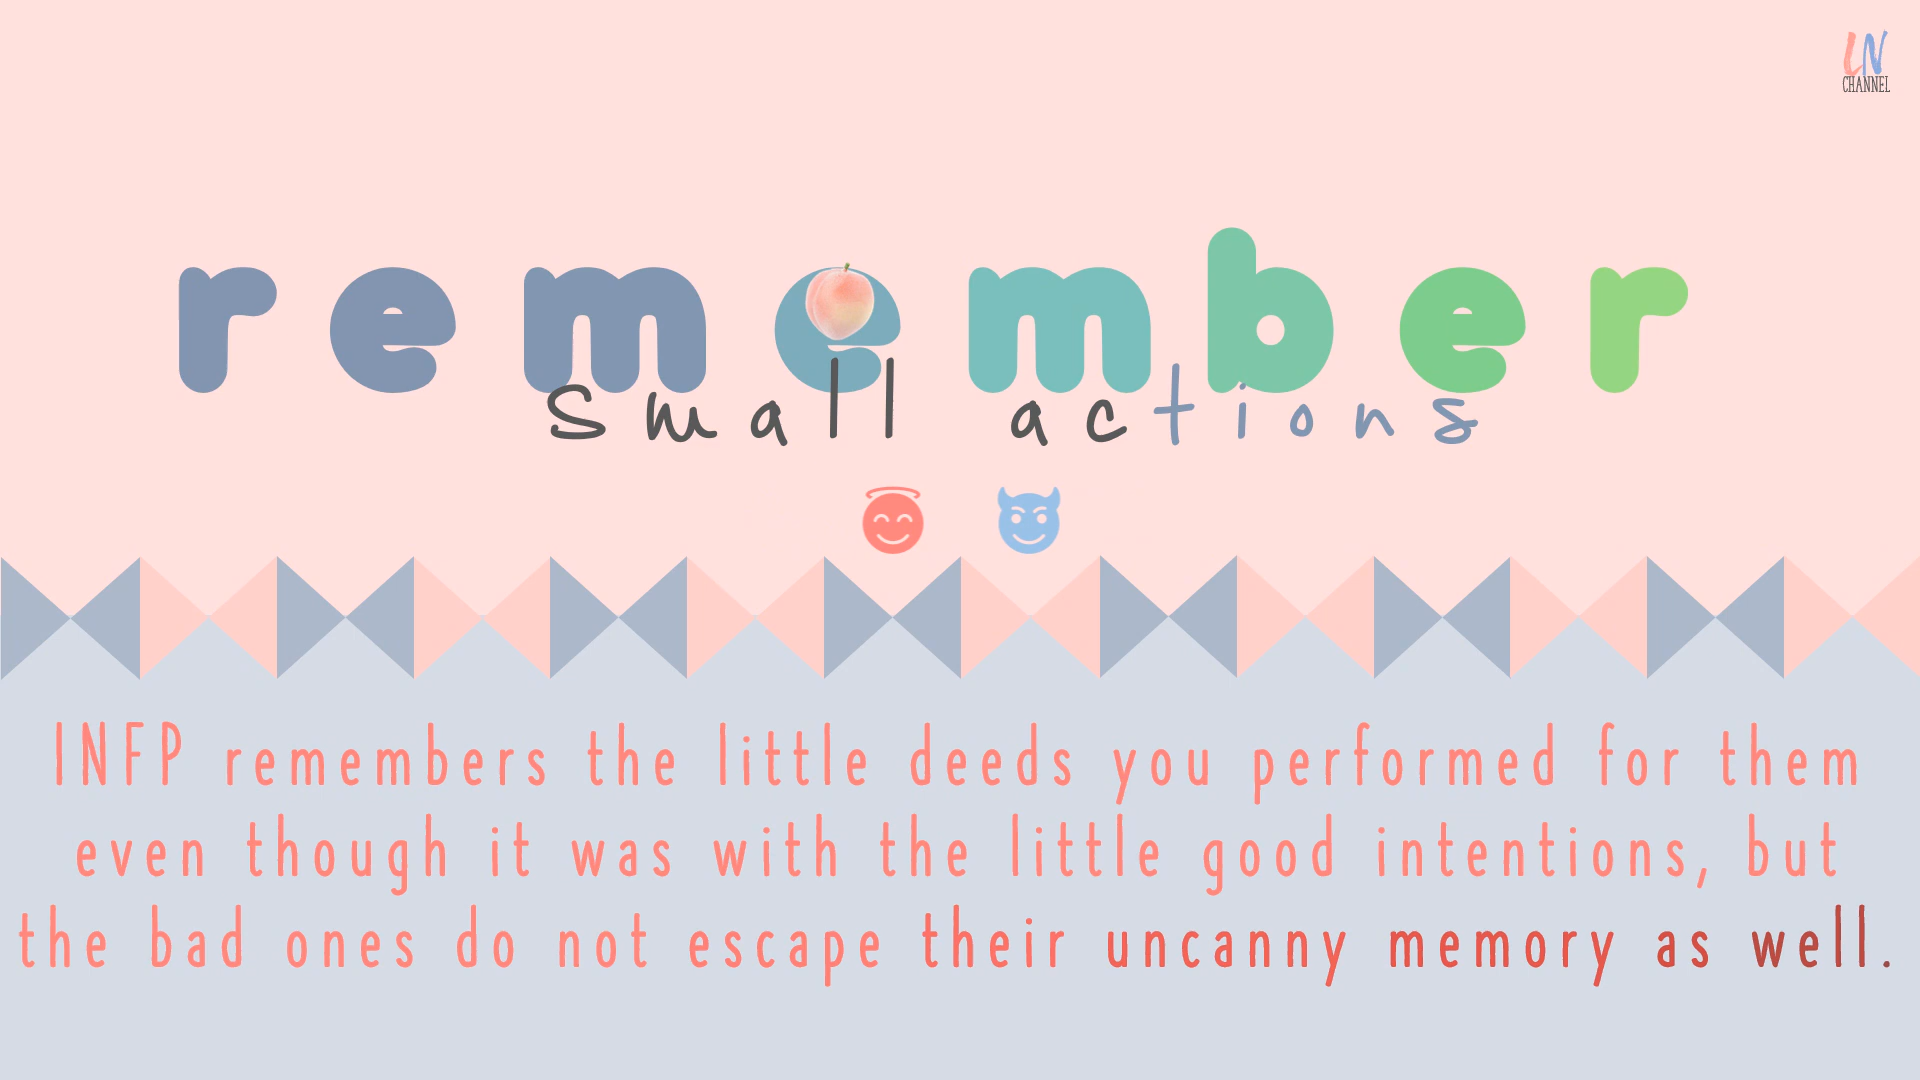 LN
CHANNEL
remember
small actions
INFP remembers the little deeds you performed for them
even though it was with the little good intentions, but
the bad ones do not escape their uncanny memory as well.